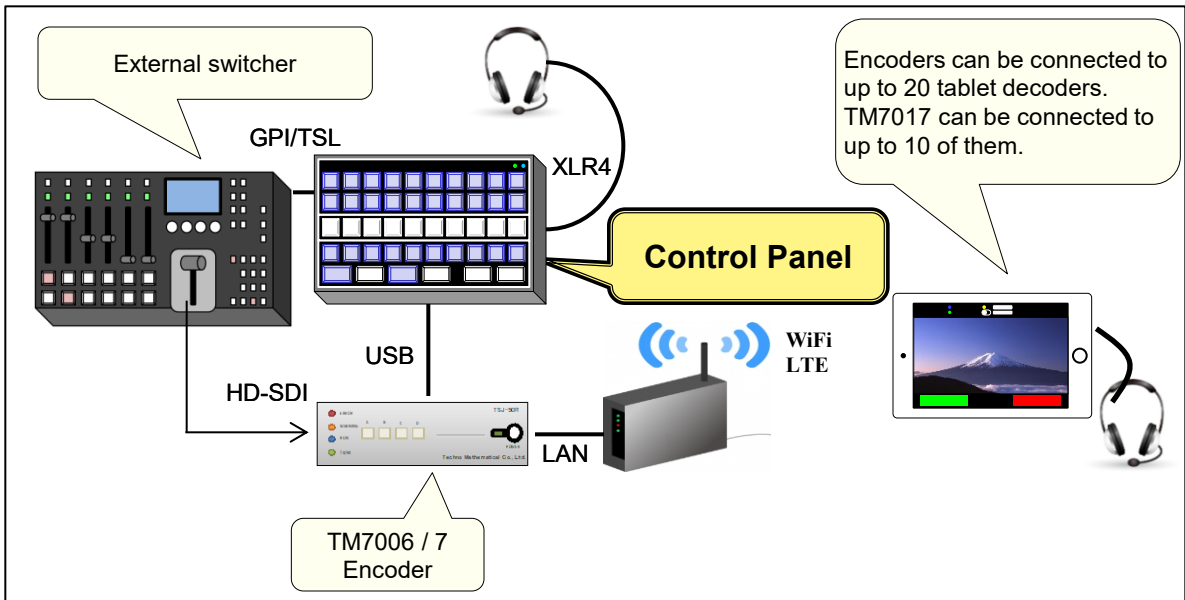 External switcher
Encoders can be connected to
up to 20 tablet decoders.
TM7017 can be connected to
up to 10 of them.
GPI/TSL
XLR4
Control Panel
WiFi
LTE
USB
HD-SDI
LAN
A B C D
POWER
Techno Mathematical Co., Ltd.
TM7006 / 7
Encoder